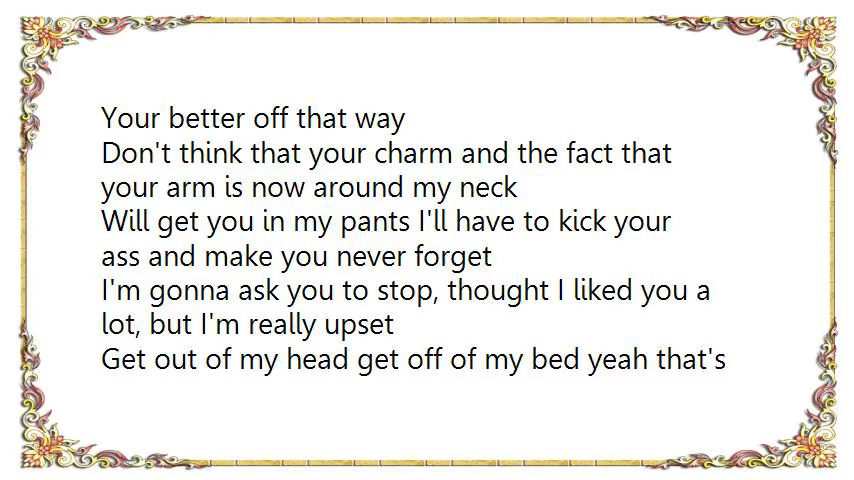 Your better off that way
Don't think that your charm and the fact that
your arm is now around my neck
Will get you in my pants I'll have to kick your
ass and make you never forget
I'm gonna ask you to stop, thought I liked you a
lot, but I'm really upset
Get out of my head get off of my bed yeah that's